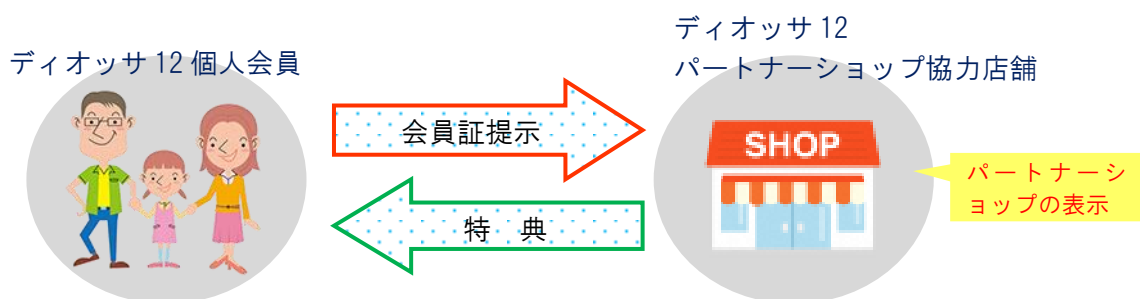 ディオッサ12個人会員
ディオッサ12
パートナーショップ協力店舗
会員証提示
SHOP
パートナーシ
ョップの表示
特 典